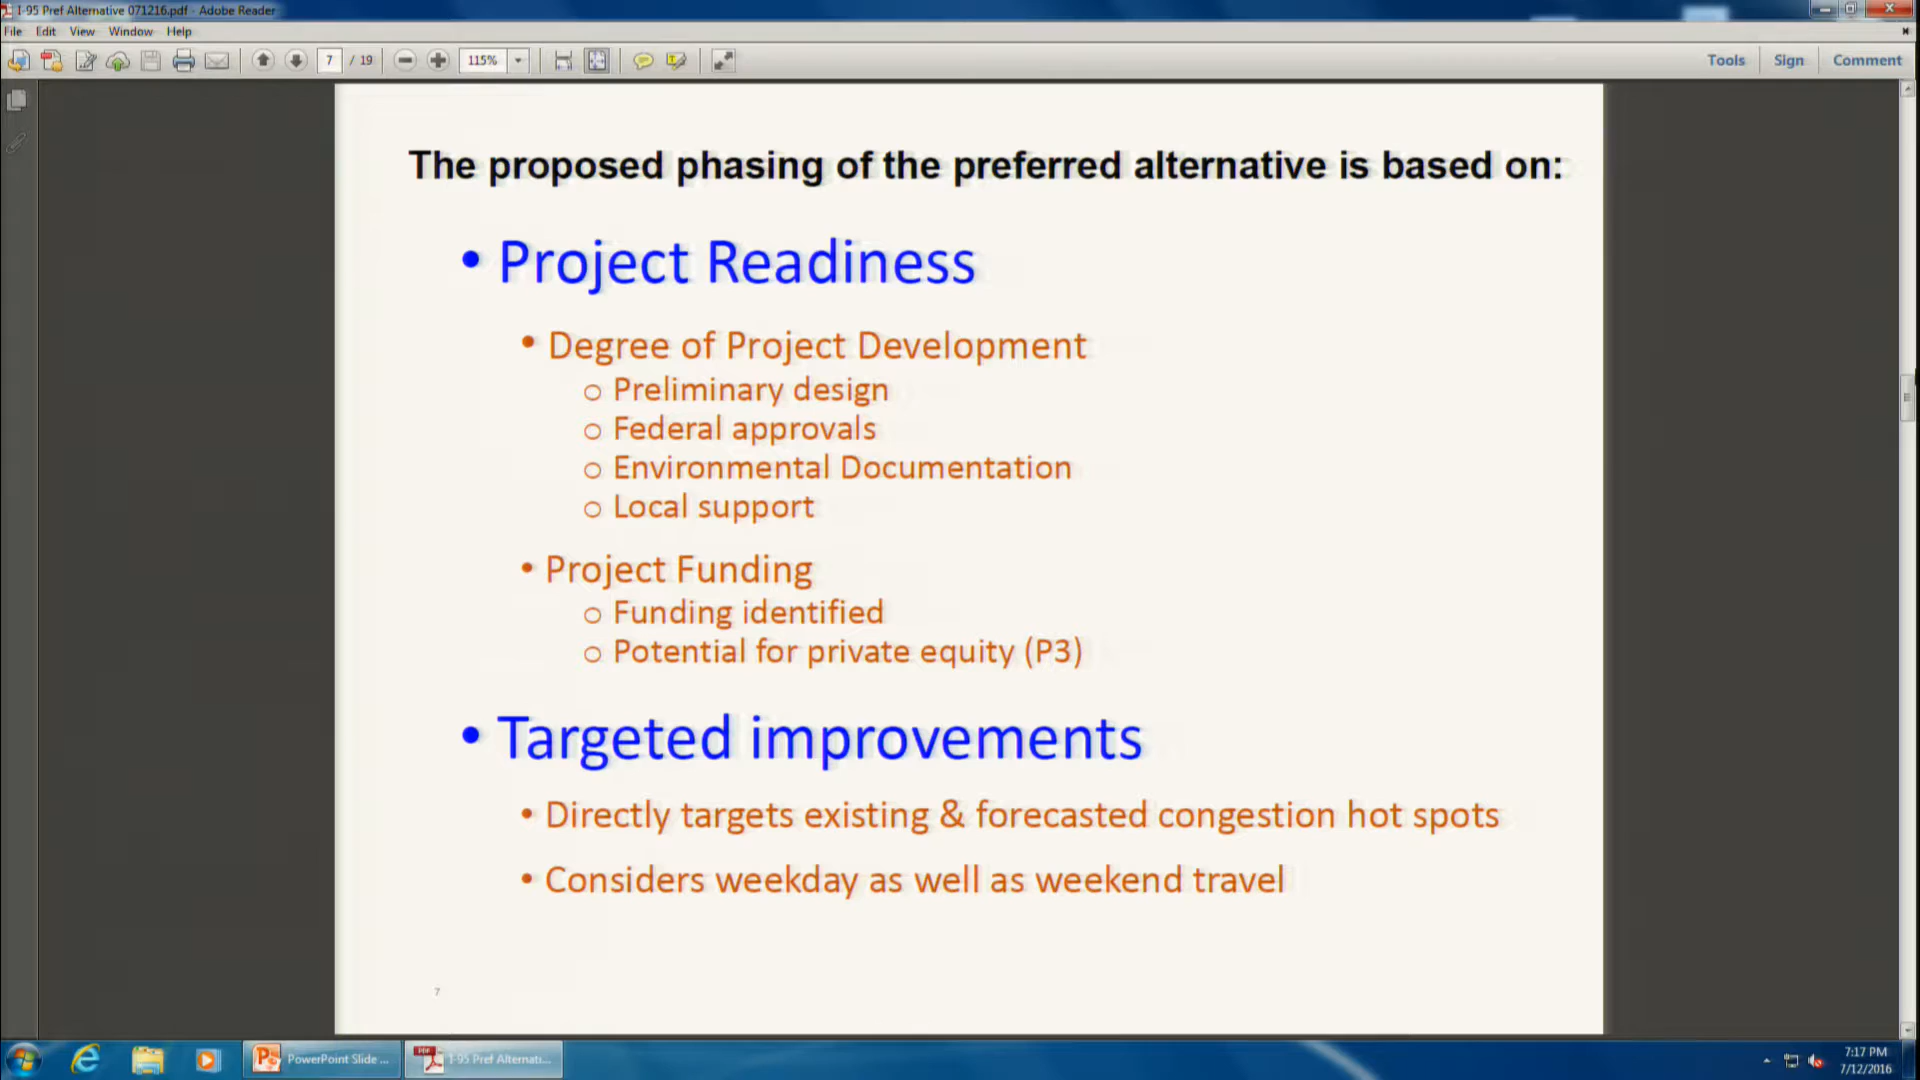 I-95 Pref Alternative 071216.pdf - Adobe Reader
File Edit View Window Help
7 / 19 115% Tools Sign Comment
The proposed phasing of the preferred alternative is based on:
• Project Readiness
• Degree of Project Development
o Preliminary design
o Federal approvals
o Environmental Documentation
o Local support
• Project Funding
o Funding identified
o Potential for private equity (P3)
• Targeted improvements
• Directly targets existing & forecasted congestion hot spots
• Considers weekday as well as weekend travel
7
PowerPoint Slide ... I-95 Pref Alternati... 7:17 PM
7/12/2016